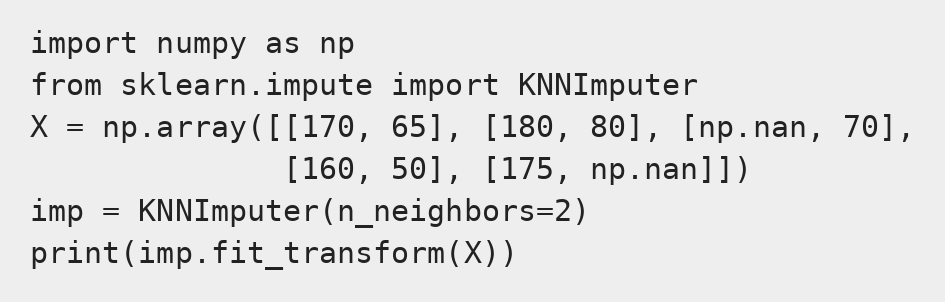 import numpy as np
from sklearn.impute import KNNImputer
X = np.array([[170, 65], [180, 80], [np.nan, 70],
              [160, 50], [175, np.nan]])
imp = KNNImputer(n_neighbors=2)
print(imp.fit_transform(X))